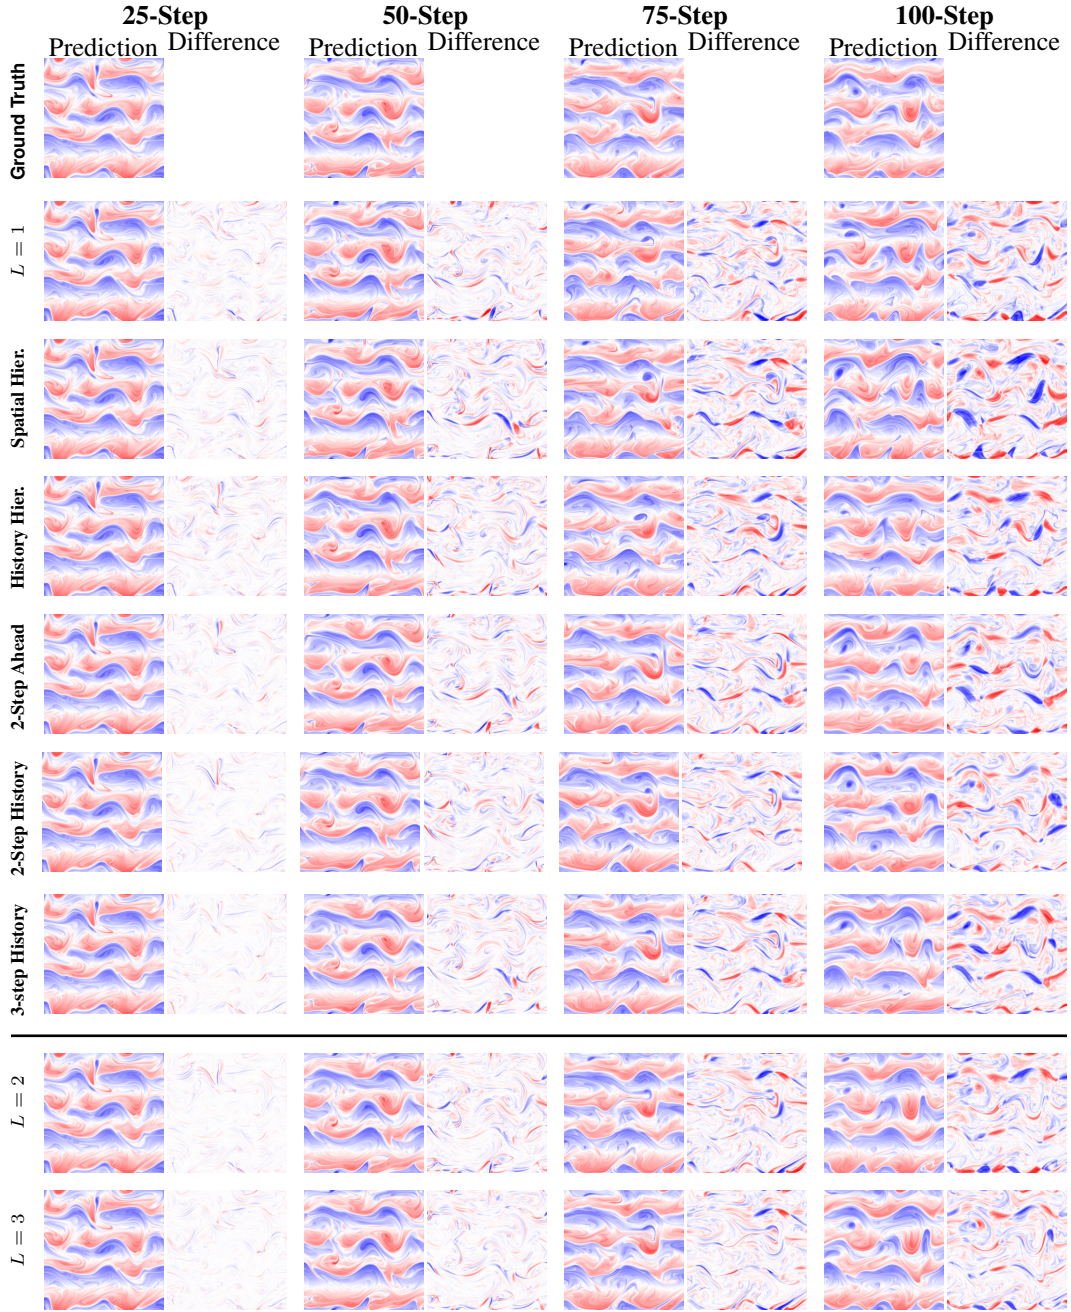 25-Step 50-Step 75-Step 100-Step
Prediction Difference Prediction Difference Prediction Difference Prediction Difference
Ground Truth
L = 1
Spatial Hier.
History Hier.
2-Step Ahead
2-Step History
3-step History
L = 2
L = 3